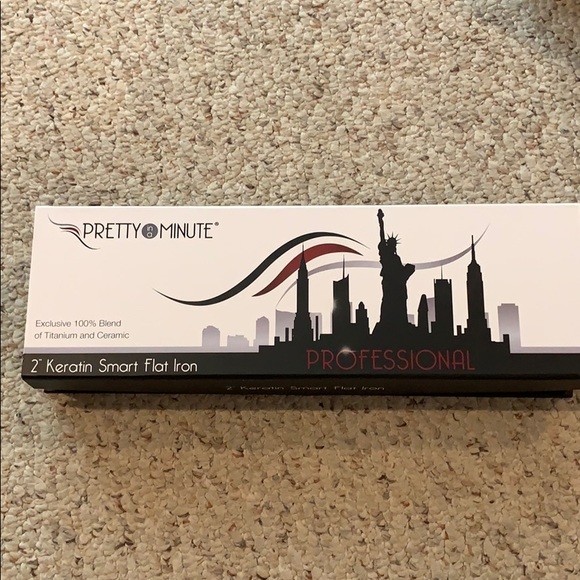 PRETTY in a MINUTE®
Exclusive 100% Blend
of Titanium and Ceramic
PROFESSIONAL
2" Keratin Smart Flat Iron
2" Keratin Smart Flat Iron